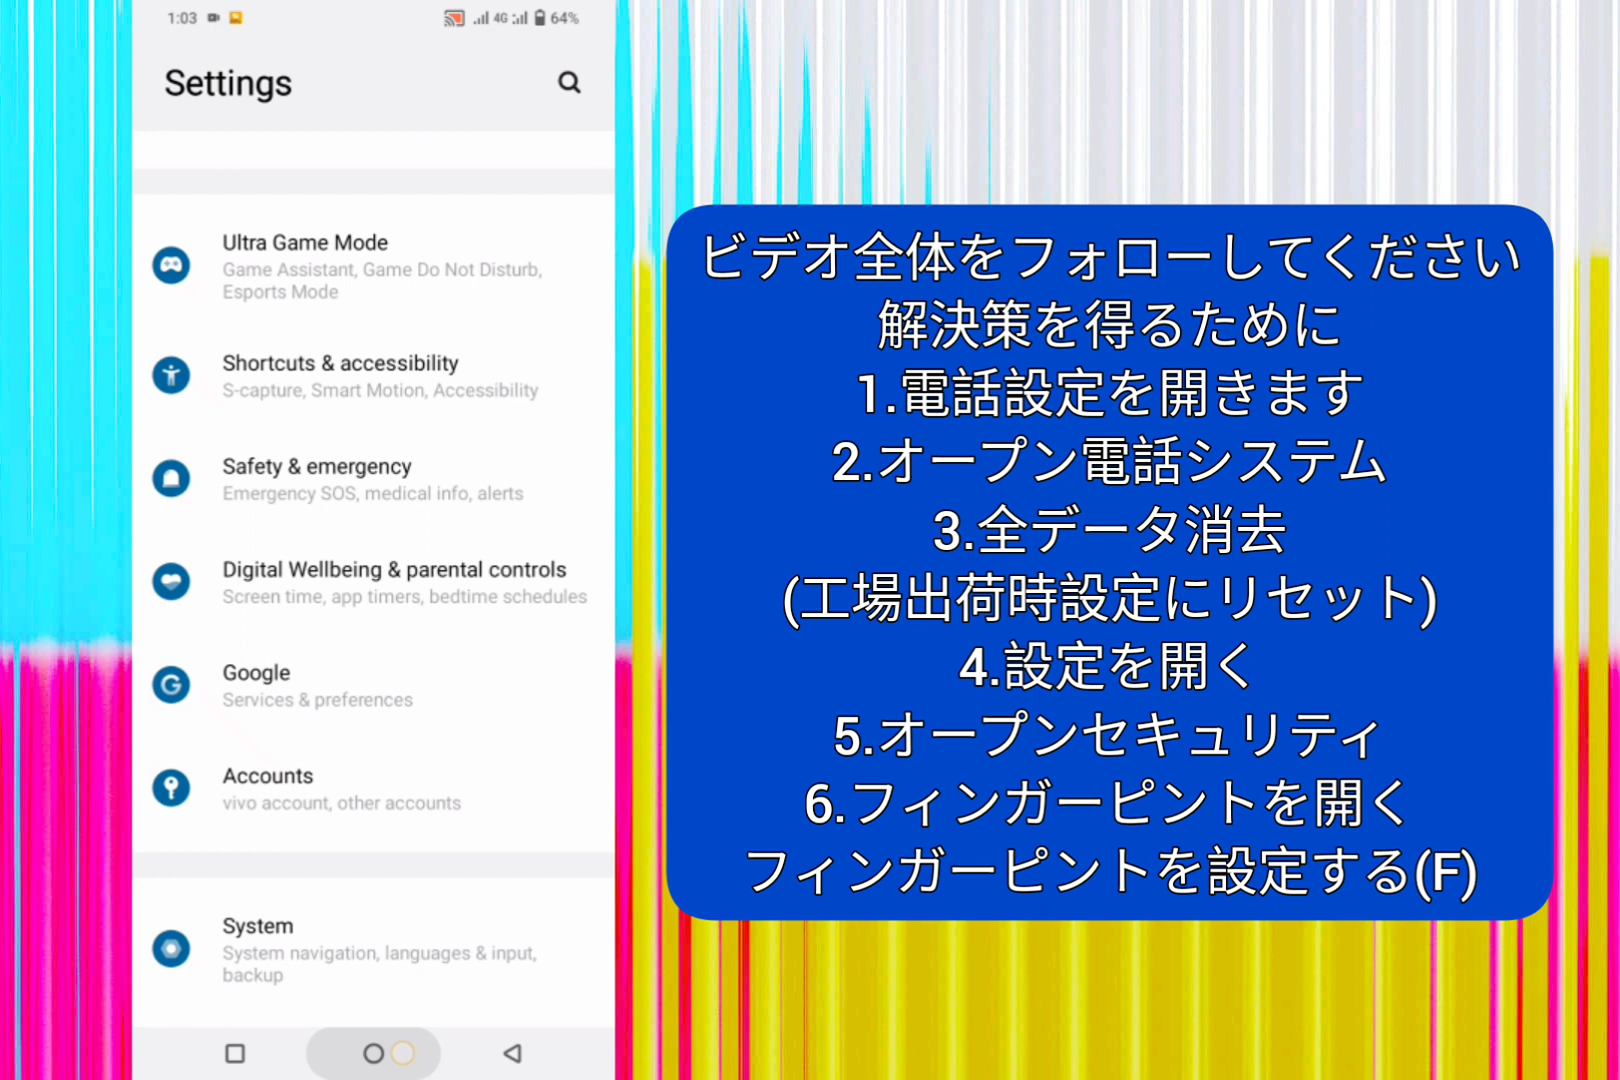 1:03
4G
64%
Settings
Ultra Game Mode
Game Assistant, Game Do Not Disturb,
Esports Mode
Shortcuts & accessibility
S-capture, Smart Motion, Accessibility
Safety & emergency
Emergency SOS, medical info, alerts
Digital Wellbeing & parental controls
Screen time, app timers, bedtime schedules
Google
Services & preferences
Accounts
vivo account, other accounts
System
System navigation, languages & input,
backup
ビデオ全体をフォローしてください
解決策を得るために
1.電話設定を開きます
2.オープン電話システム
3.全データ消去
(工場出荷時設定にリセット)
4.設定を開く
5.オープンセキュリティ
6.フィンガーピントを開く
フィンガーピントを設定する(F)